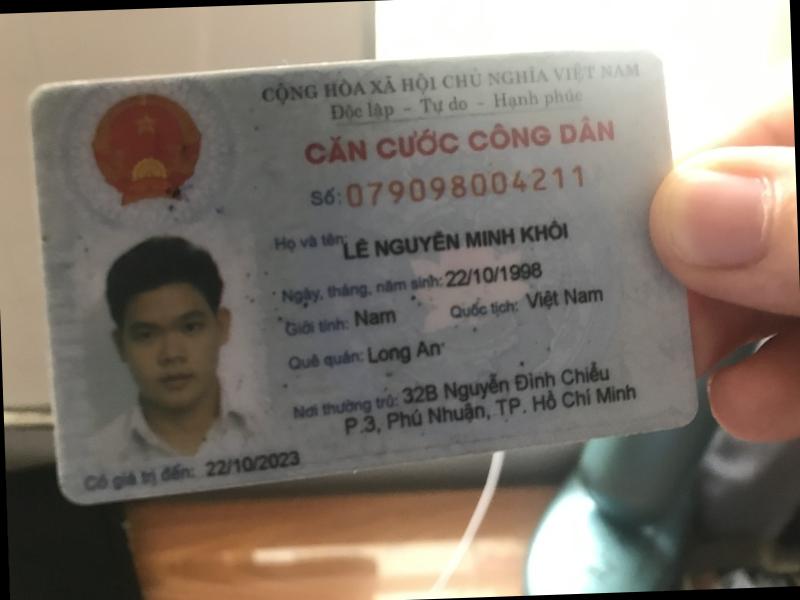 CỘNG HÒA XÃ HỘI CHỦ NGHĨA VIỆT NAM
Độc lập - Tự do - Hạnh phúc
CĂN CƯỚC CÔNG DÂN
Số: 079098004211
Họ và tên: LÊ NGUYÊN MINH KHÔI
Ngày, tháng, năm sinh: 22/10/1998
Giới tính: Nam Quốc tịch: Việt Nam
Quê quán: Long An
Nơi thường trú: 32B Nguyễn Đình Chiểu
P.3, Phú Nhuận, TP. Hồ Chí Minh
Có giá trị đến: 22/10/2023